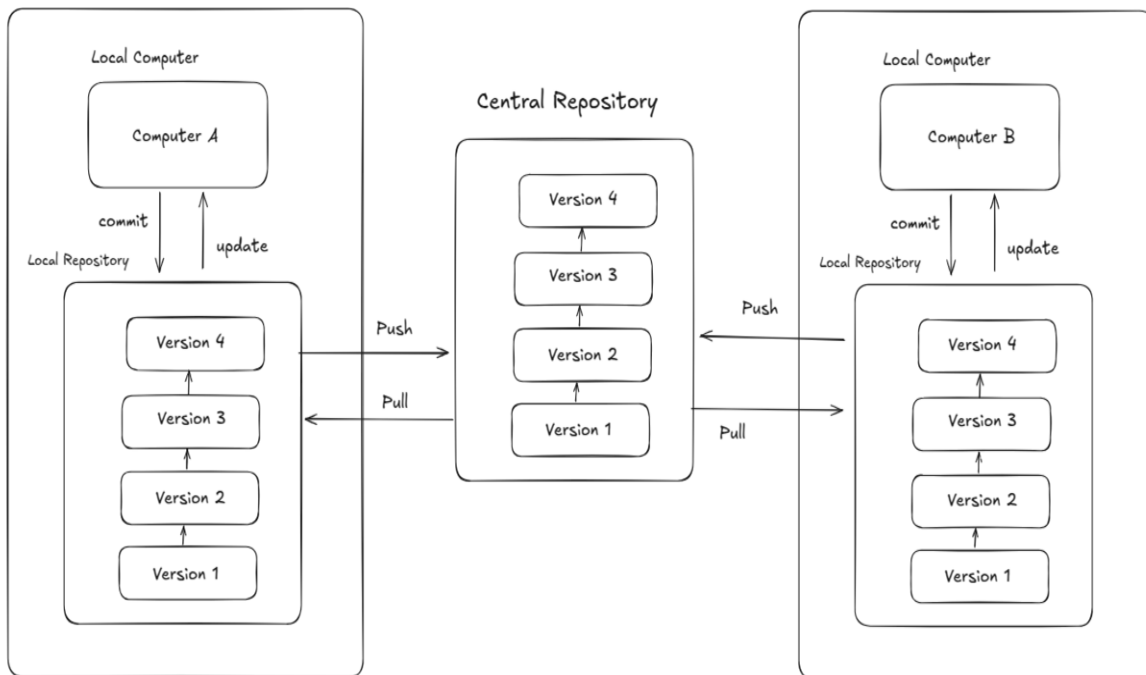 Local Computer
Computer A
commit
update
Local Repository
Version 4
Version 3
Version 2
Version 1
Push
Pull
Central Repository
Version 4
Version 3
Version 2
Version 1
Push
Pull
Local Computer
Computer B
commit
update
Local Repository
Version 4
Version 3
Version 2
Version 1